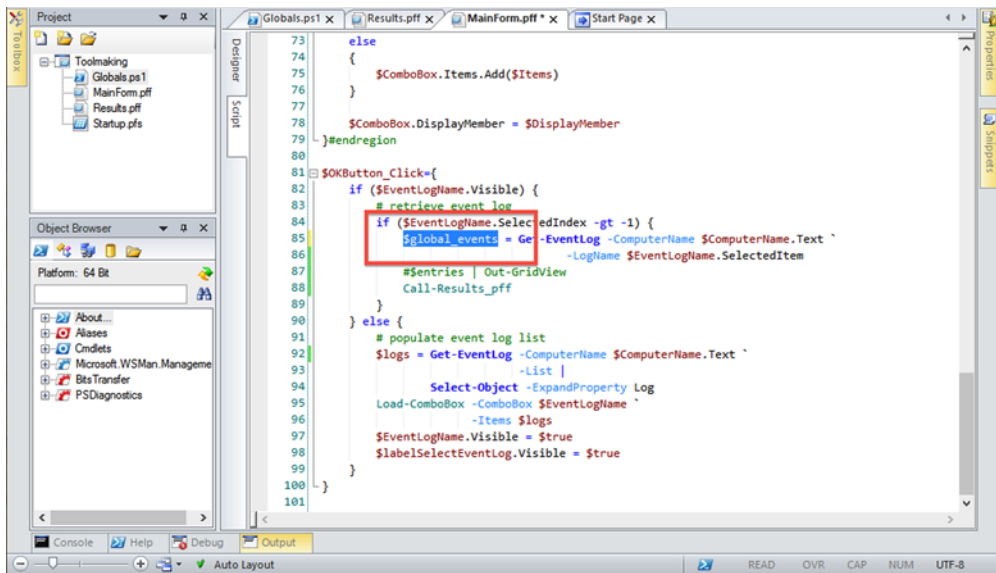 Project
Toolbox
Toolmaking
Globals.ps1
MainForm.pff
Results.pff
Startup.pfs
Object Browser
Platform: 64 Bit
About...
Aliases
Cmdlets
Microsoft.WSMan.Manageme
BitsTransfer
PSDiagnostics
Globals.ps1 x Results.pff x MainForm.pff * x Start Page x
Designer
Script
73 else
74 {
75 $ComboBox.Items.Add($Items)
76 }
77
78 $ComboBox.DisplayMember = $DisplayMember
79 }#endregion
80
81 $OKButton_Click={
82 if ($EventLogName.Visible) {
83 # retrieve event log
84 if ($EventLogName.SelectedIndex -gt -1) {
85 $global_events = Get-EventLog -ComputerName $ComputerName.Text `
86 -LogName $EventLogName.SelectedItem
87 #$entries | Out-GridView
88 Call-Results_pff
89 }
90 } else {
91 # populate event log list
92 $logs = Get-EventLog -ComputerName $ComputerName.Text `
93 -List |
94 Select-Object -ExpandProperty Log
95 Load-ComboBox -ComboBox $EventLogName `
96 -Items $logs
97 $EventLogName.Visible = $true
98 $labelSelectEventLog.Visible = $true
99 }
100 }
101
Properties
Snippets
Console Help Debug Output
Auto Layout READ OVR CAP NUM UTF-8